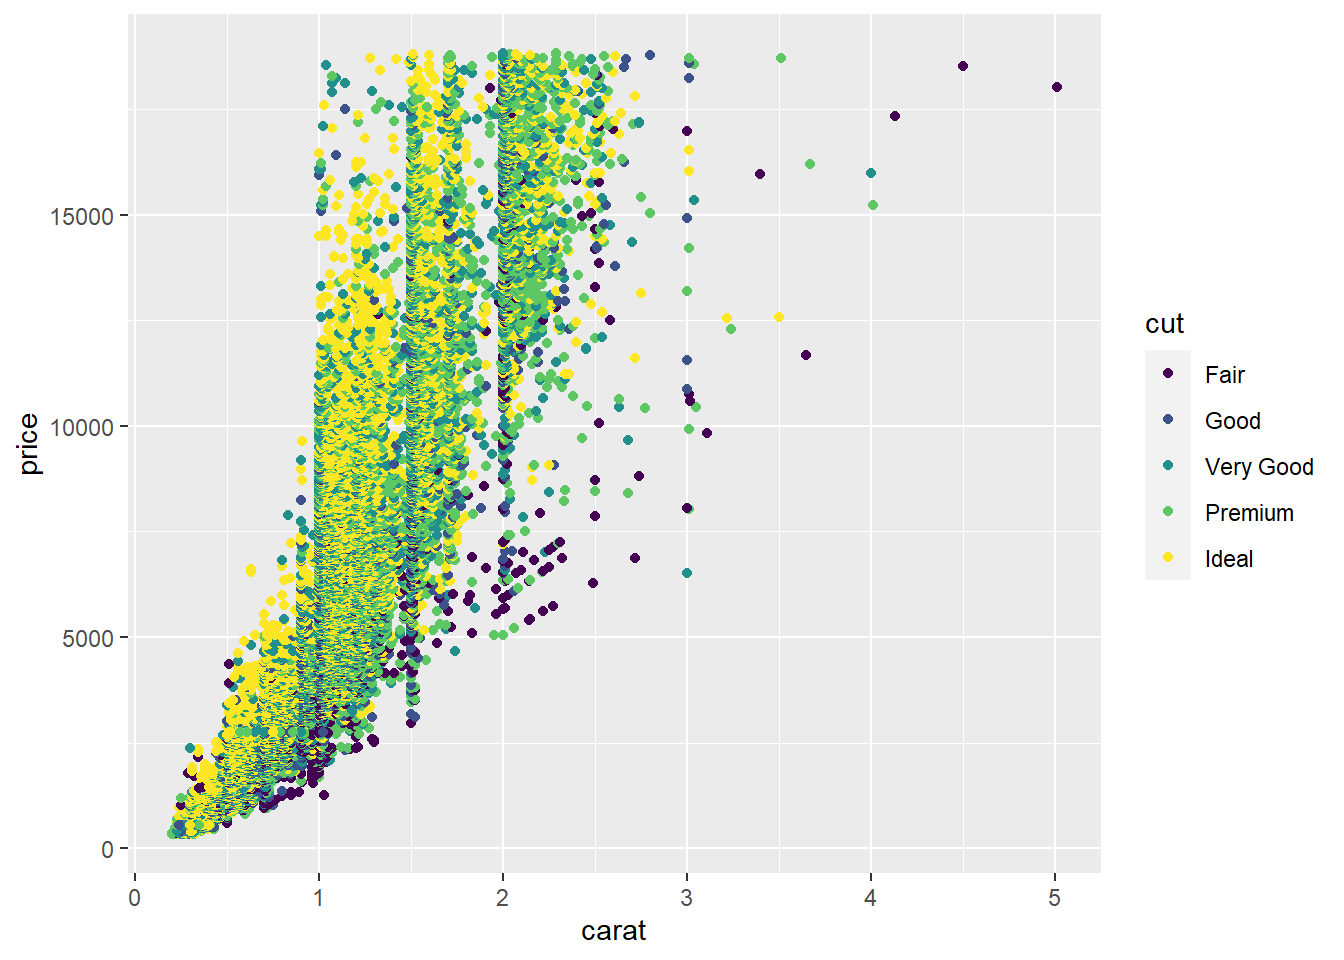 15000
10000
5000
0
price
0 1 2 3 4 5
carat
cut
Fair
Good
Very Good
Premium
Ideal